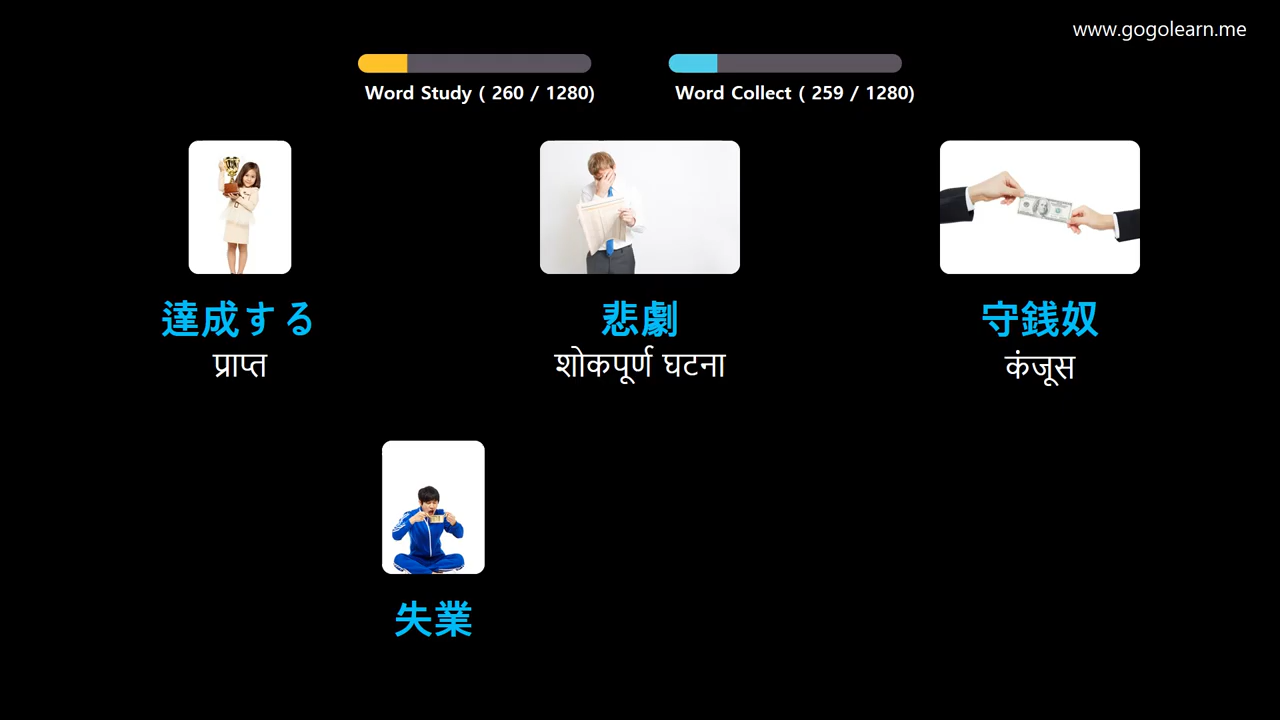 www.gogolearn.me
Word Study ( 260 / 1280)
Word Collect ( 259 / 1280)
達成する
प्राप्त
悲劇
शोकपूर्ण घटना
守銭奴
कंजूस
失業